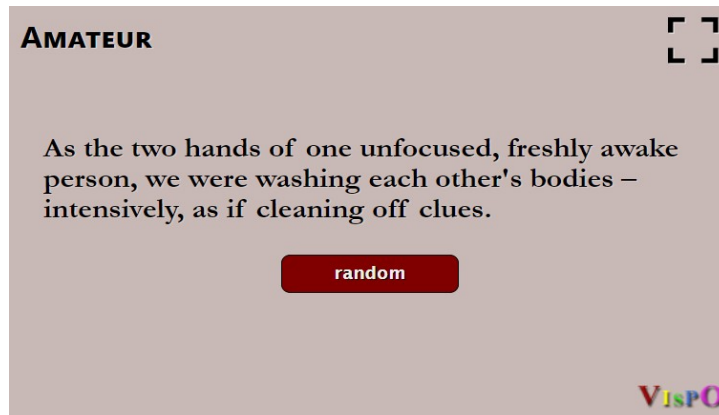 AMATEUR
As the two hands of one unfocused, freshly awake
person, we were washing each other's bodies –
intensively, as if cleaning off clues.
random
VISPO